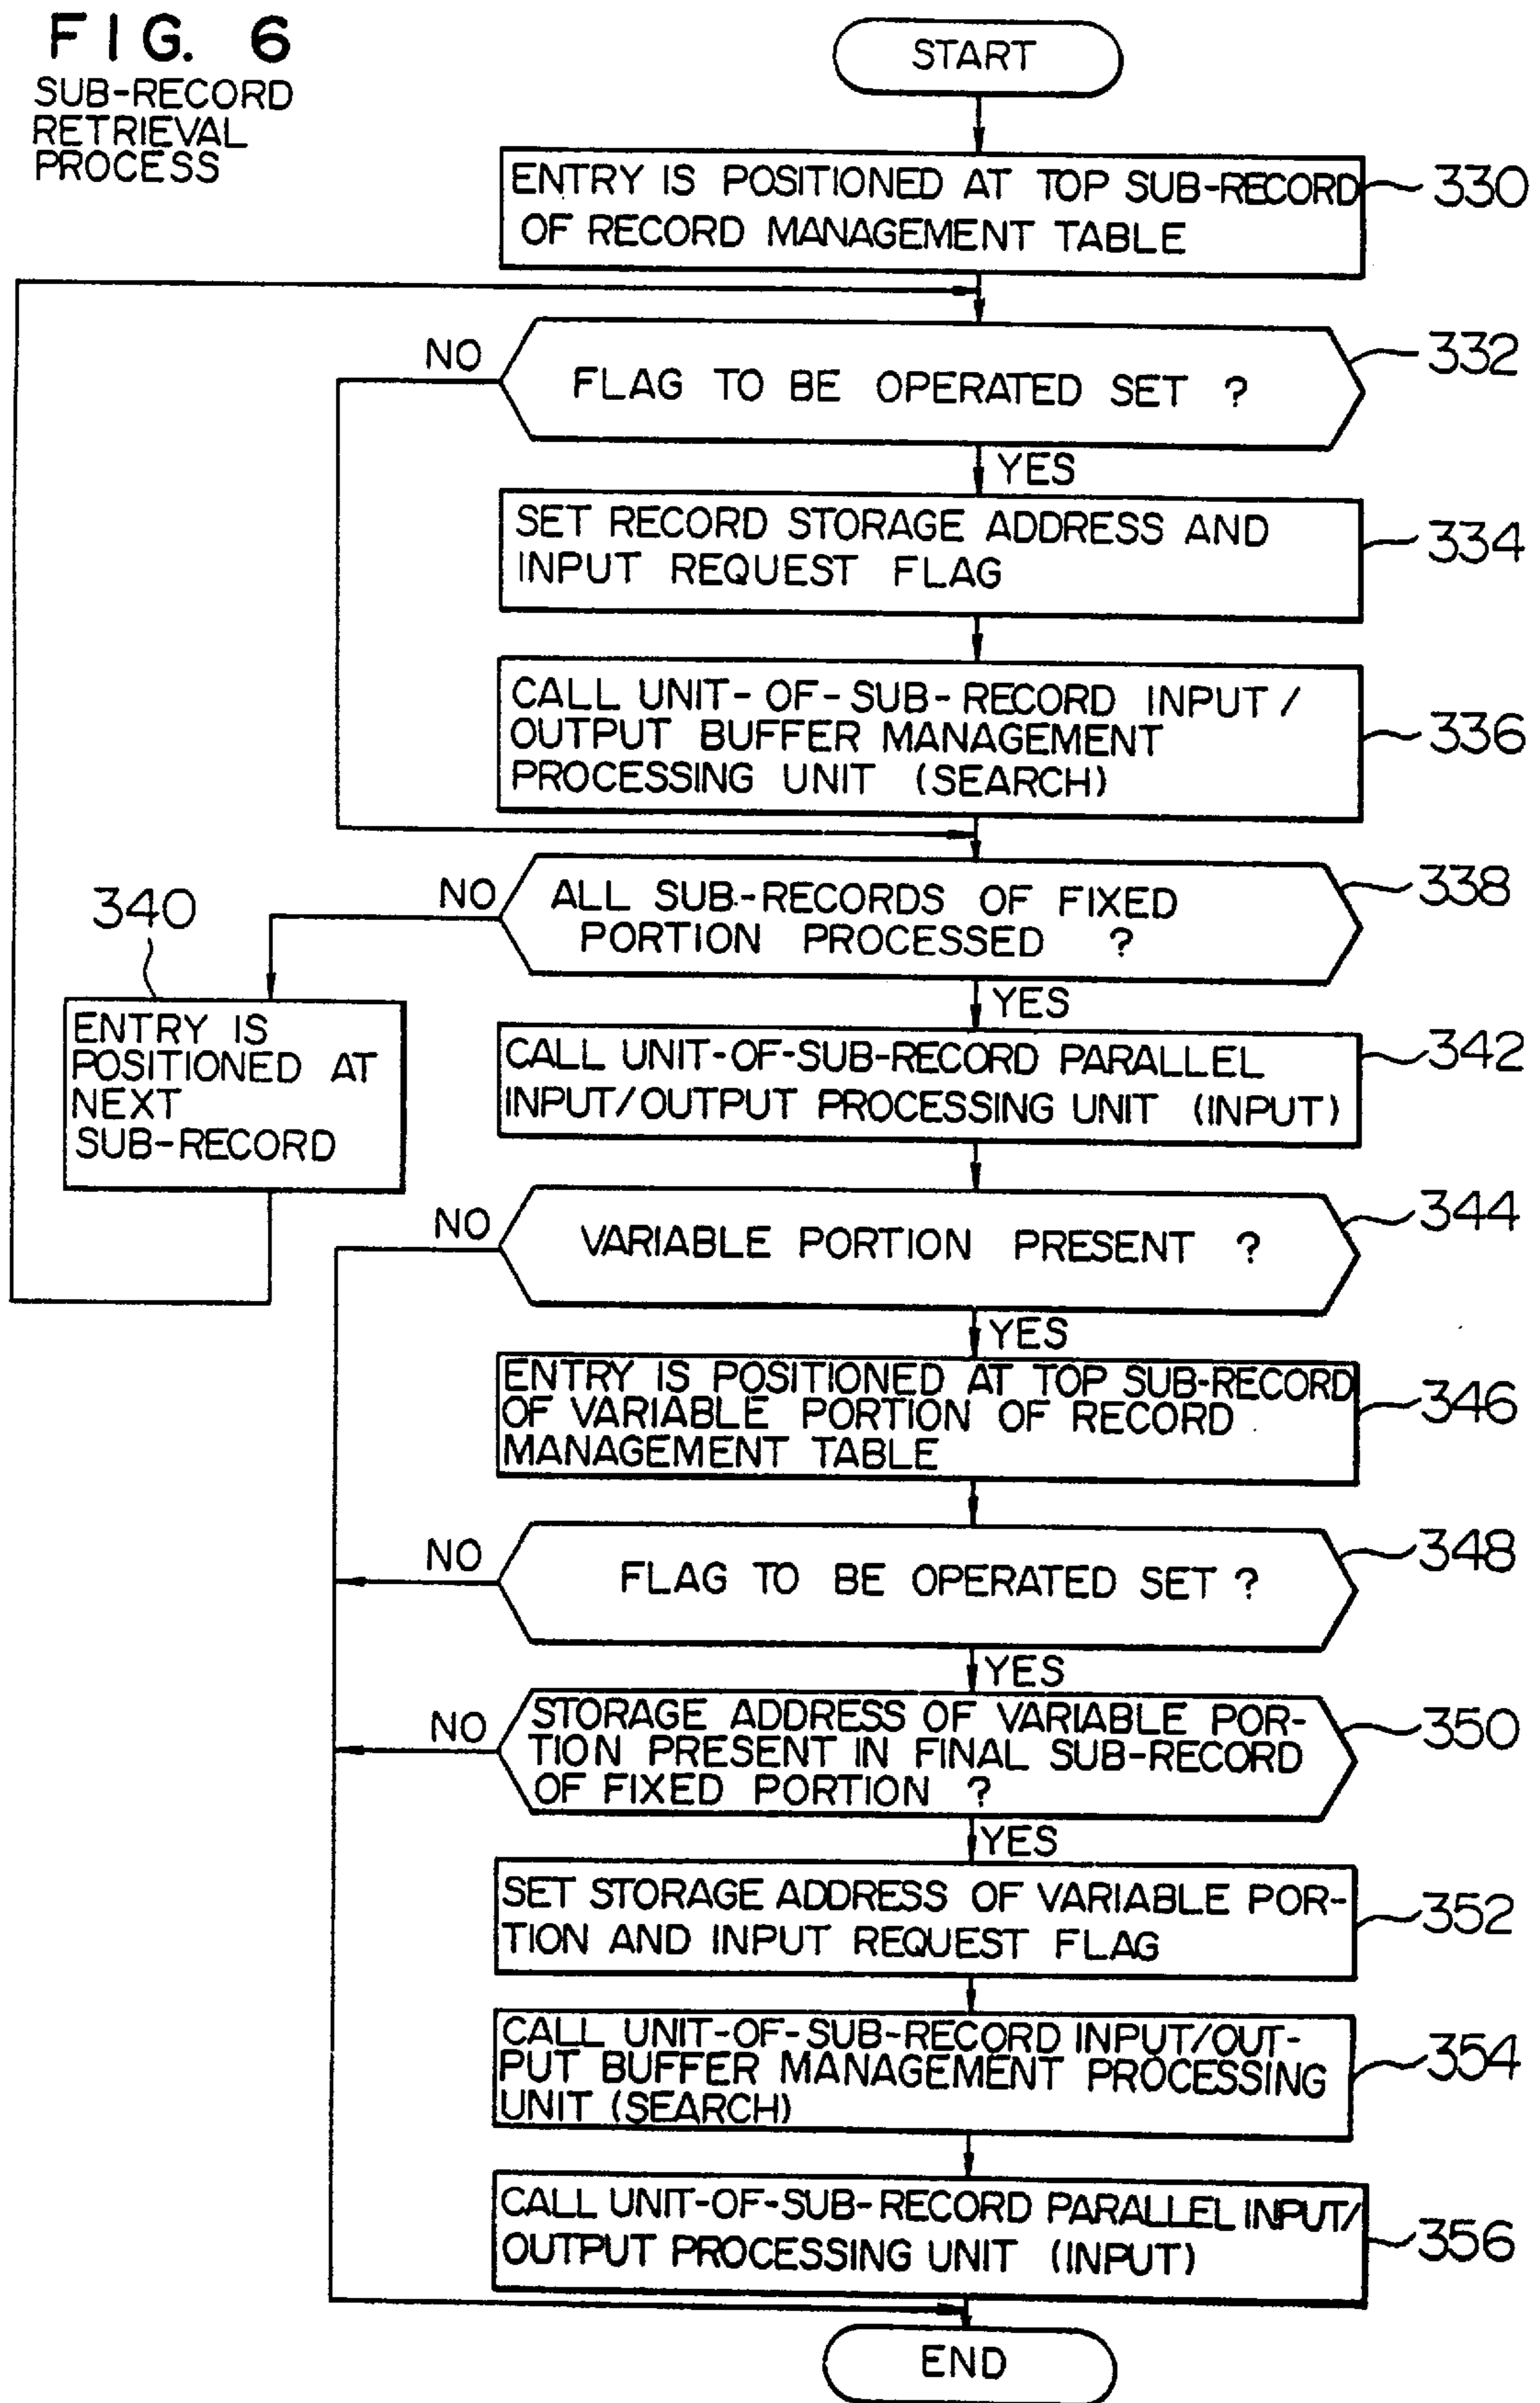 FIG. 6
SUB-RECORD
RETRIEVAL
PROCESS
START
ENTRY IS POSITIONED AT TOP SUB-RECORD
OF RECORD MANAGEMENT TABLE
330
FLAG TO BE OPERATED SET ?
332
NO
YES
SET RECORD STORAGE ADDRESS AND
INPUT REQUEST FLAG
334
CALL UNIT-OF-SUB-RECORD INPUT/
OUTPUT BUFFER MANAGEMENT
PROCESSING UNIT (SEARCH)
336
ALL SUB-RECORDS OF FIXED
PORTION PROCESSED ?
338
NO
YES
340
ENTRY IS
POSITIONED AT
NEXT
SUB-RECORD
CALL UNIT-OF-SUB-RECORD PARALLEL
INPUT/OUTPUT PROCESSING UNIT (INPUT)
342
VARIABLE PORTION PRESENT ?
344
NO
YES
ENTRY IS POSITIONED AT TOP SUB-RECORD
OF VARIABLE PORTION OF RECORD
MANAGEMENT TABLE
346
FLAG TO BE OPERATED SET ?
348
NO
YES
STORAGE ADDRESS OF VARIABLE POR-
TION PRESENT IN FINAL SUB-RECORD
OF FIXED PORTION ?
350
NO
YES
SET STORAGE ADDRESS OF VARIABLE POR-
TION AND INPUT REQUEST FLAG
352
CALL UNIT-OF-SUB-RECORD INPUT/OUT-
PUT BUFFER MANAGEMENT PROCESSING
UNIT (SEARCH)
354
CALL UNIT-OF-SUB-RECORD PARALLEL INPUT/
OUTPUT PROCESSING UNIT (INPUT)
356
END